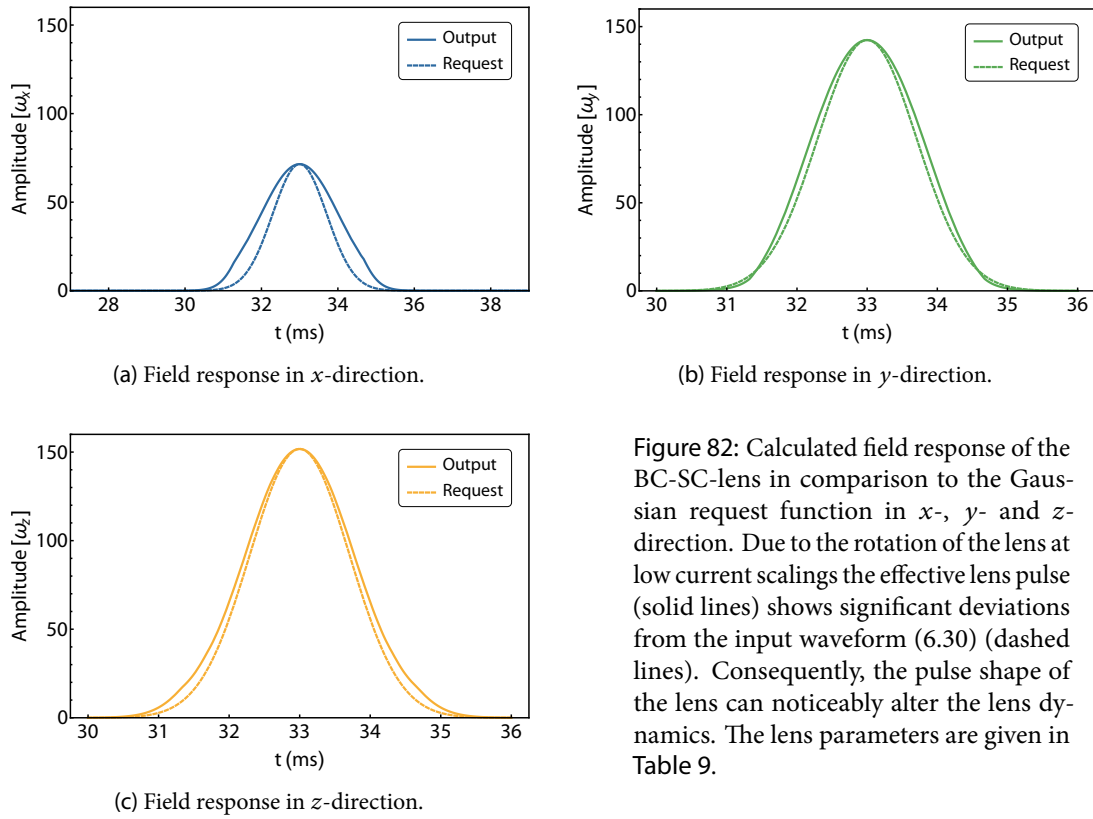 150
100
50
0
Amplitude [ωx]
Output
Request
28 30 32 34 36 38
t (ms)
(a) Field response in x-direction.
150
100
50
0
Amplitude [ωy]
Output
Request
30 31 32 33 34 35 36
t (ms)
(b) Field response in y-direction.
150
100
50
0
Amplitude [ωz]
Output
Request
30 31 32 33 34 35 36
t (ms)
(c) Field response in z-direction.
Figure 82: Calculated field response of the
BC-SC-lens in comparison to the Gaus-
sian request function in x-, y- and z-
direction. Due to the rotation of the lens at
low current scalings the effective lens pulse
(solid lines) shows significant deviations
from the input waveform (6.30) (dashed
lines). Consequently, the pulse shape of
the lens can noticeably alter the lens dy-
namics. The lens parameters are given in
Table 9.